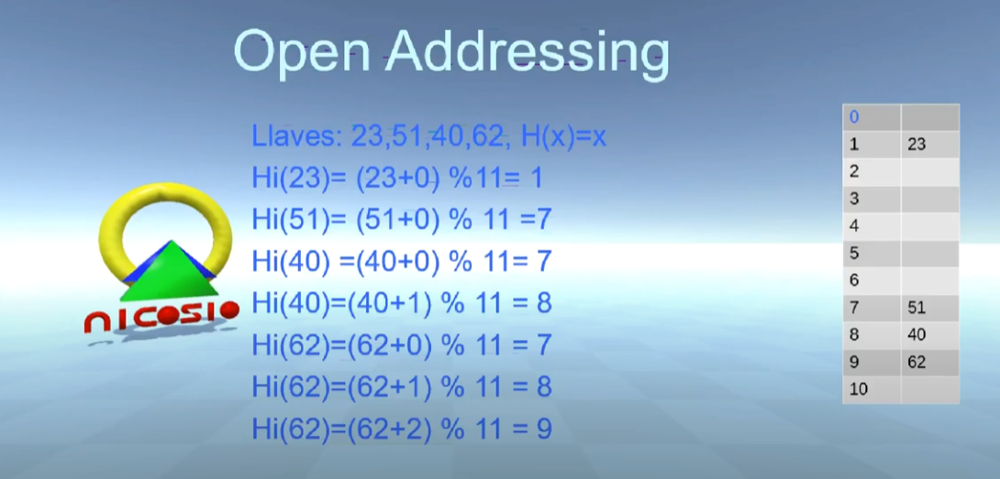 Open Addressing
Llaves: 23,51,40,62, H(x)=x
Hi(23)= (23+0) %11= 1
Hi(51)= (51+0) % 11 =7
Hi(40) =(40+0) % 11= 7
Hi(40)=(40+1) % 11 = 8
Hi(62)=(62+0) % 11 = 7
Hi(62)=(62+1) % 11 = 8
Hi(62)=(62+2) % 11 = 9
nicosio
0
1 23
2
3
4
5
6
7 51
8 40
9 62
10